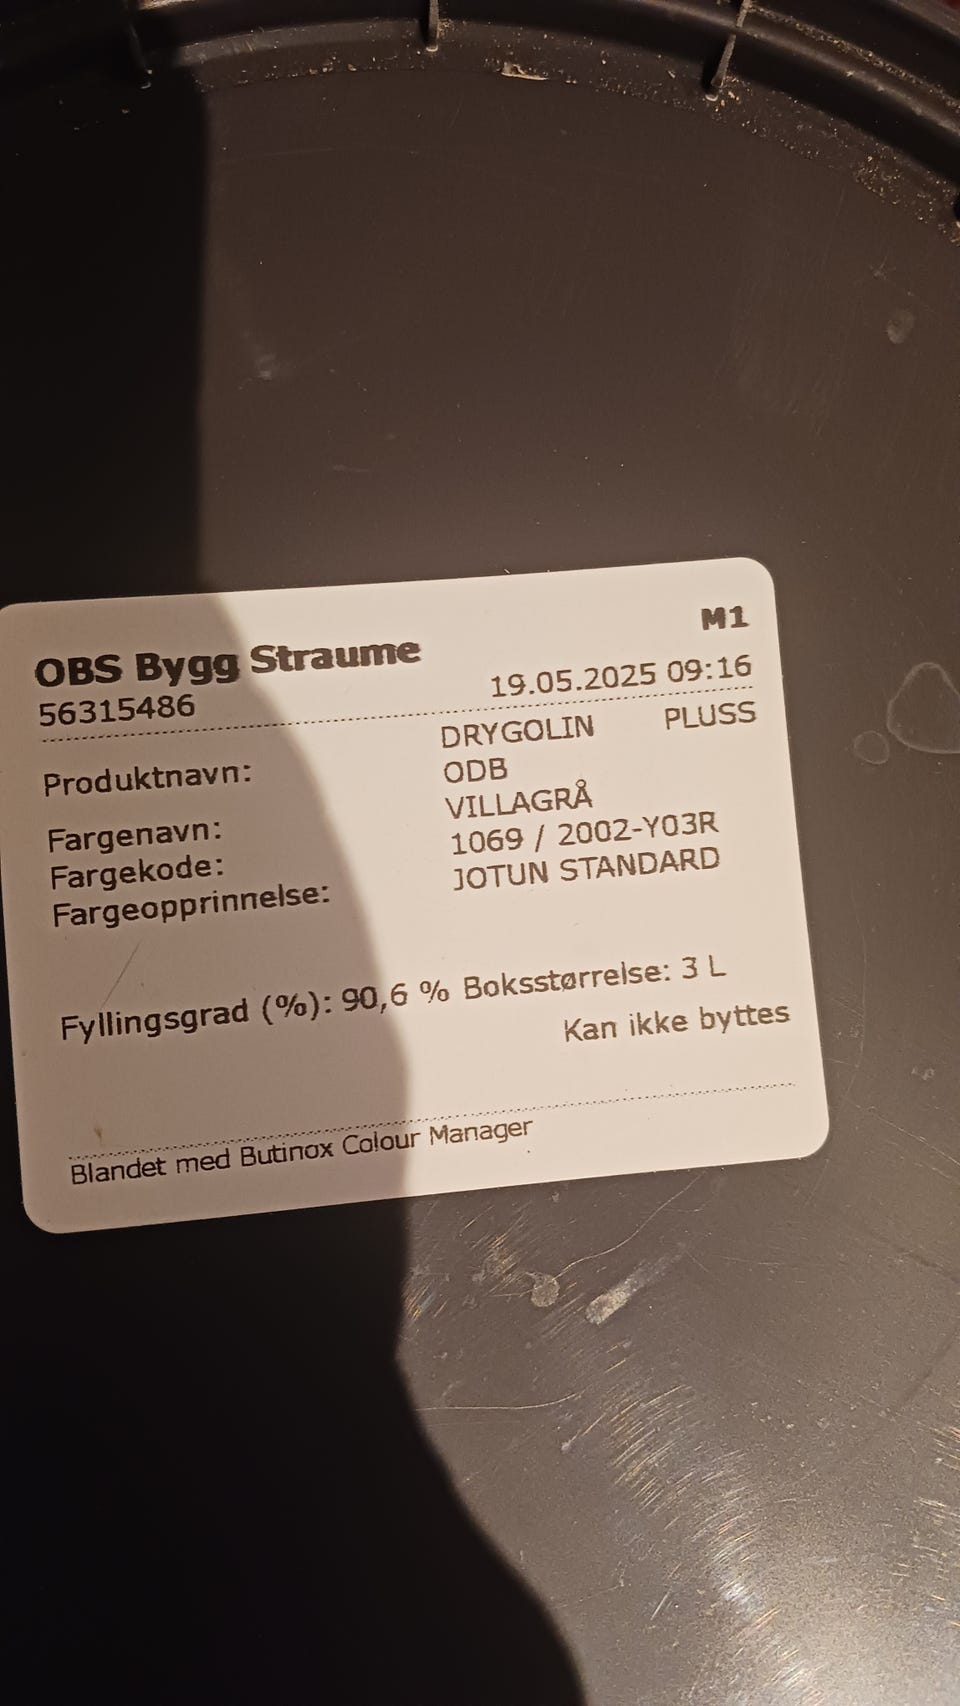 M1
OBS Bygg Straume
56315486 19.05.2025 09:16
Produktnavn: DRYGOLIN PLUSS
ODB
Fargenavn: VILLAGRÅ
Fargekode: 1069 / 2002-Y03R
Fargeopprinnelse: JOTUN STANDARD
Fyllingsgrad (%): 90,6 % Boksstørrelse: 3 L
Kan ikke byttes
Blandet med Butinox Colour Manager